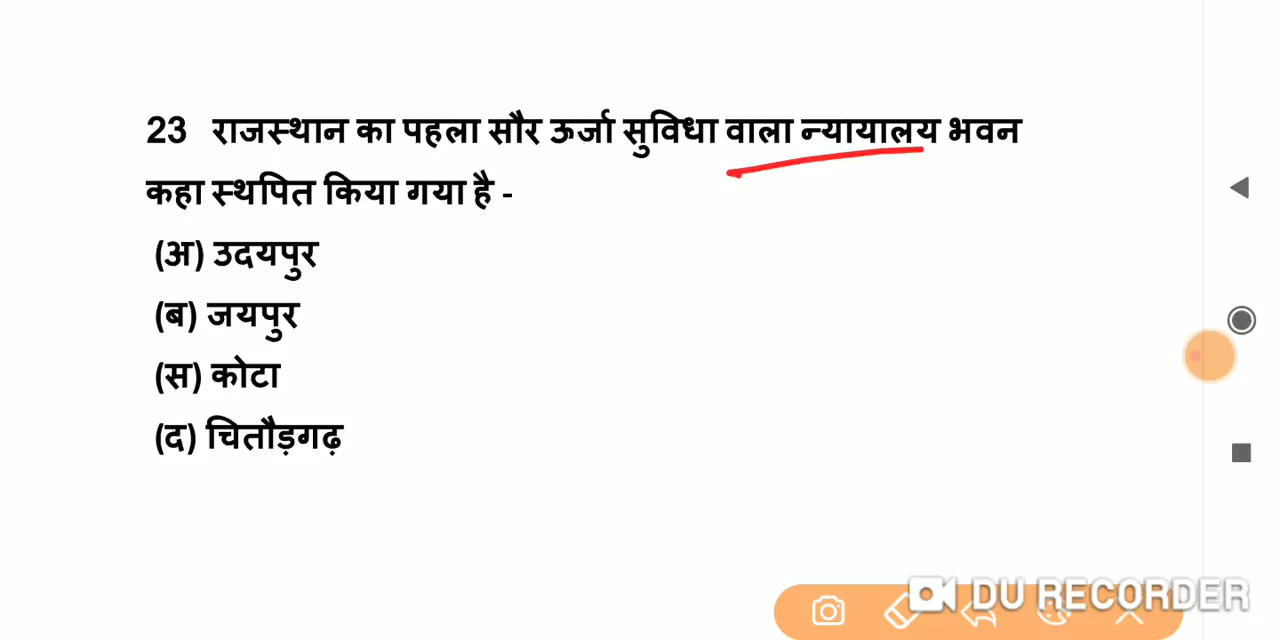 23 राजस्थान का पहला सौर ऊर्जा सुविधा वाला न्यायालय भवन
कहा स्थपित किया गया है -
(अ) उदयपुर
(ब) जयपुर
(स) कोटा
(द) चितौड़गढ़
DU RECORDER